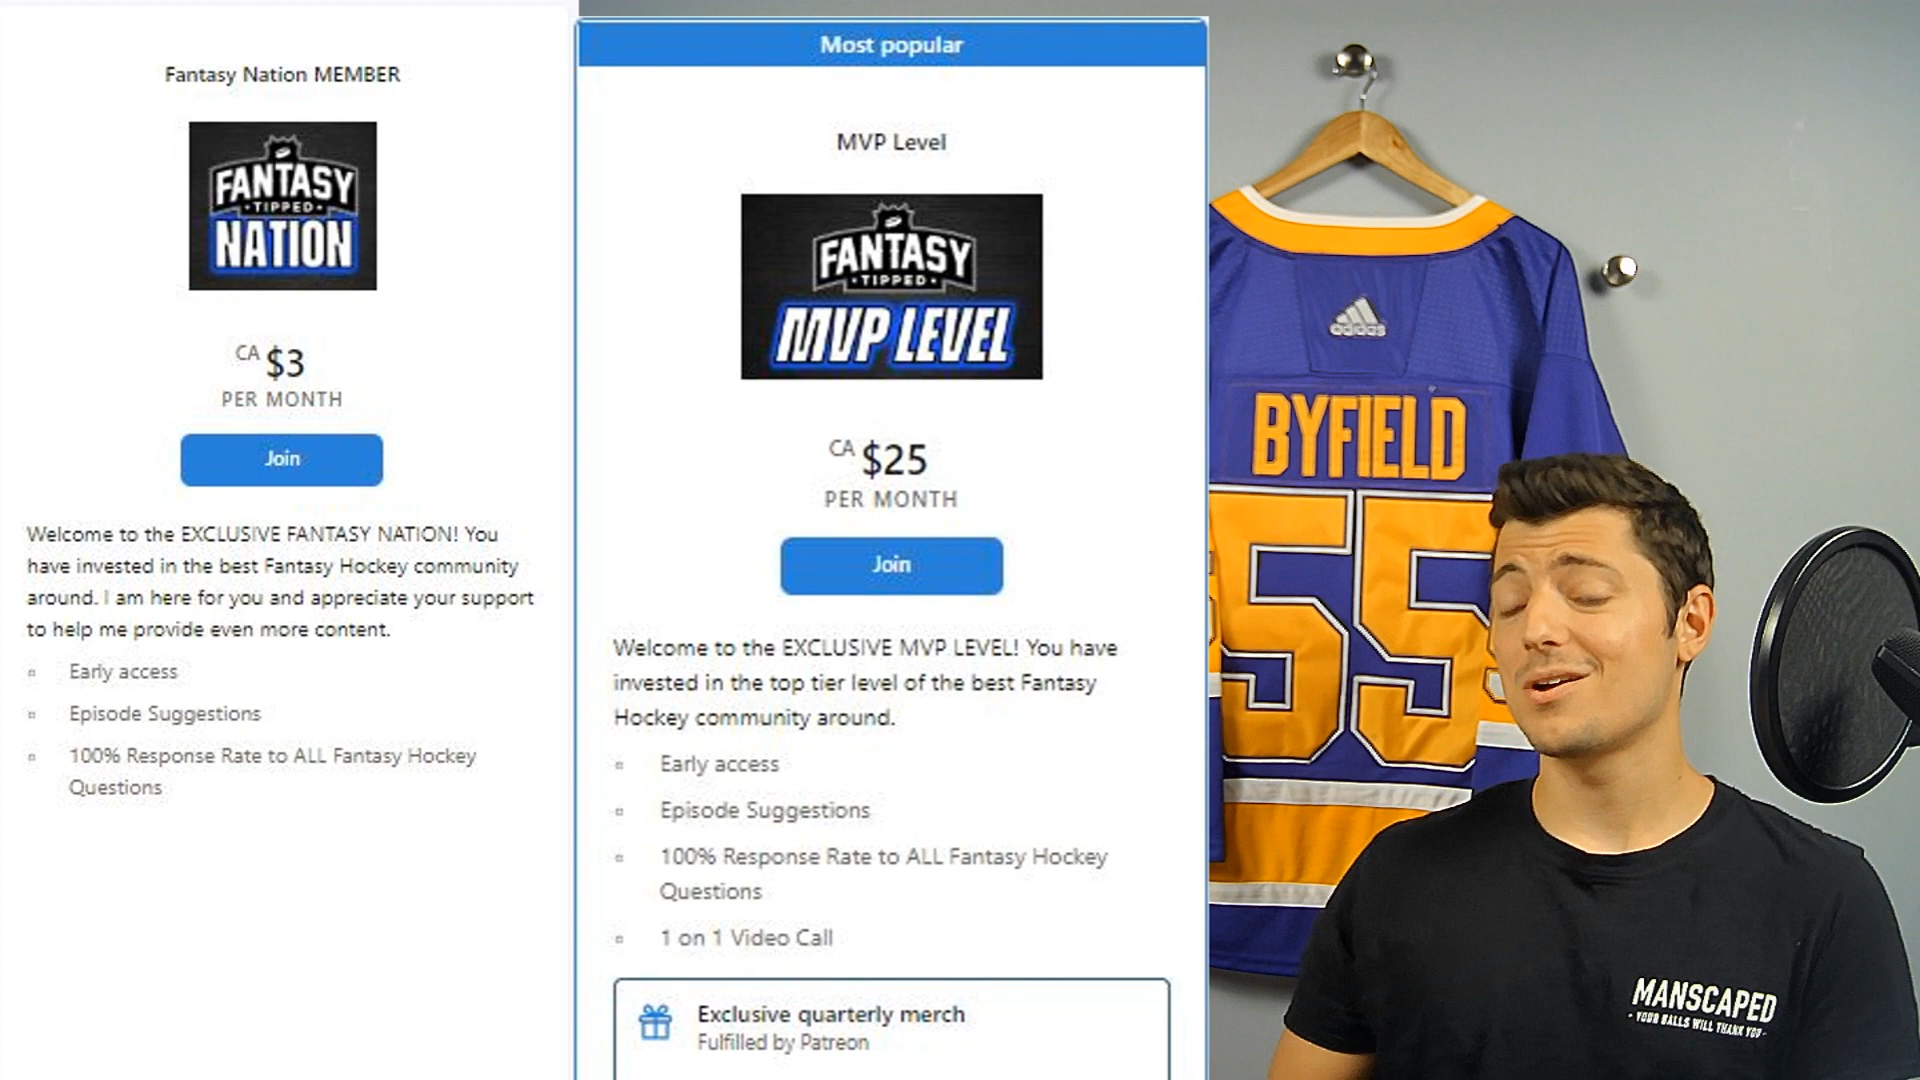 Fantasy Nation MEMBER
FANTASY
TIPPED
NATION
CA $3
PER MONTH
Join
Welcome to the EXCLUSIVE FANTASY NATION! You
have invested in the best Fantasy Hockey community
around. I am here for you and appreciate your support
to help me provide even more content.
Early access
Episode Suggestions
100% Response Rate to ALL Fantasy Hockey
Questions
Most popular
MVP Level
FANTASY
TIPPED
MVP LEVEL
CA $25
PER MONTH
Join
Welcome to the EXCLUSIVE MVP LEVEL! You have
invested in the top tier level of the best Fantasy
Hockey community around.
Early access
Episode Suggestions
100% Response Rate to ALL Fantasy Hockey
Questions
1 on 1 Video Call
Exclusive quarterly merch
Fulfilled by Patreon
adidas
BYFIELD
55
MANSCAPED
YOUR BALLS WILL THANK YOU